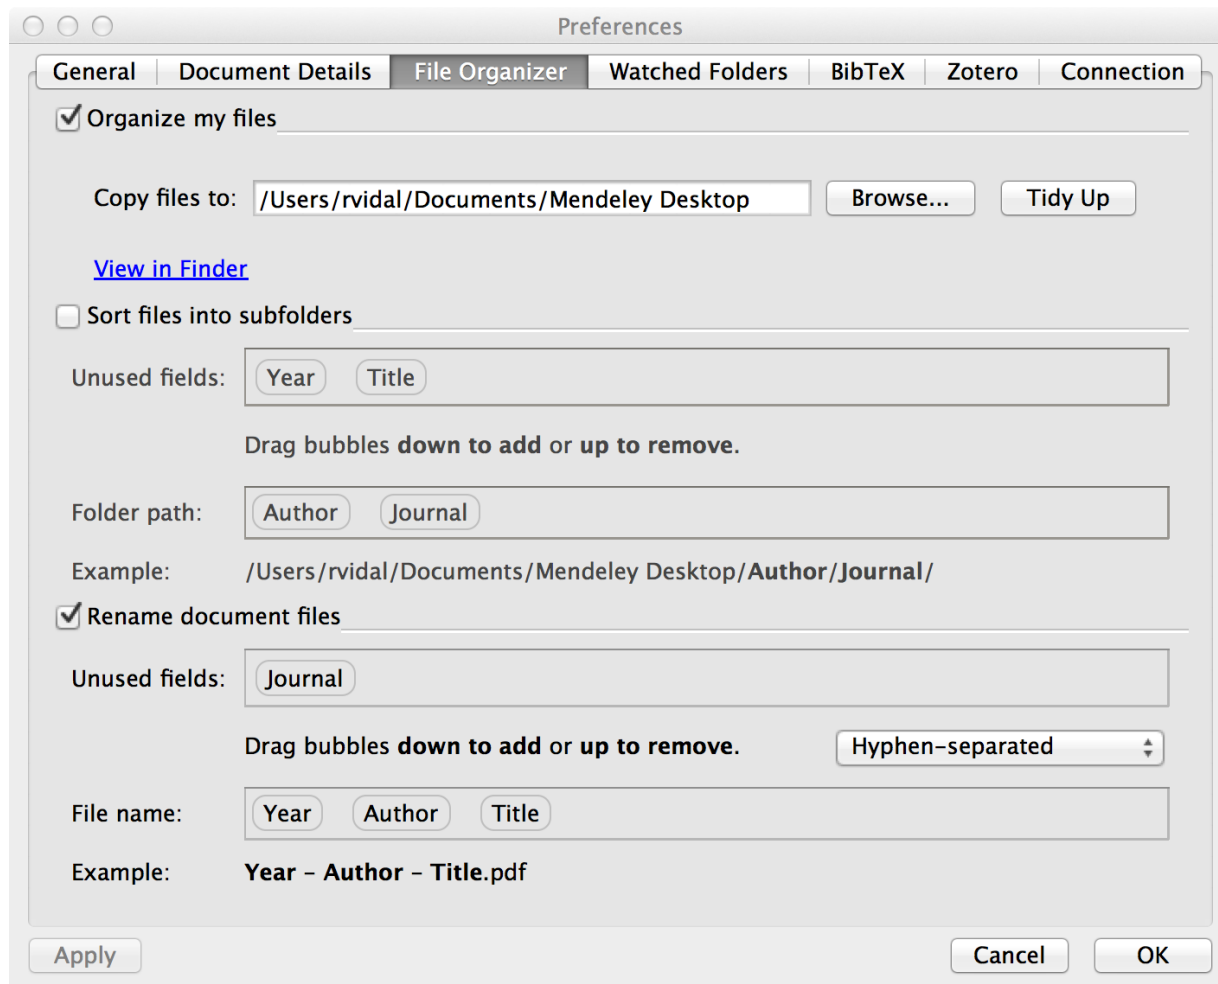 Preferences
General Document Details File Organizer Watched Folders BibTeX Zotero Connection
Organize my files
Copy files to: /Users/rvidal/Documents/Mendeley Desktop Browse... Tidy Up
View in Finder
Sort files into subfolders
Unused fields: Year Title
Drag bubbles down to add or up to remove.
Folder path: Author Journal
Example: /Users/rvidal/Documents/Mendeley Desktop/Author/Journal/
Rename document files
Unused fields: Journal
Drag bubbles down to add or up to remove. Hyphen-separated
File name: Year Author Title
Example: Year - Author - Title.pdf
Apply Cancel OK